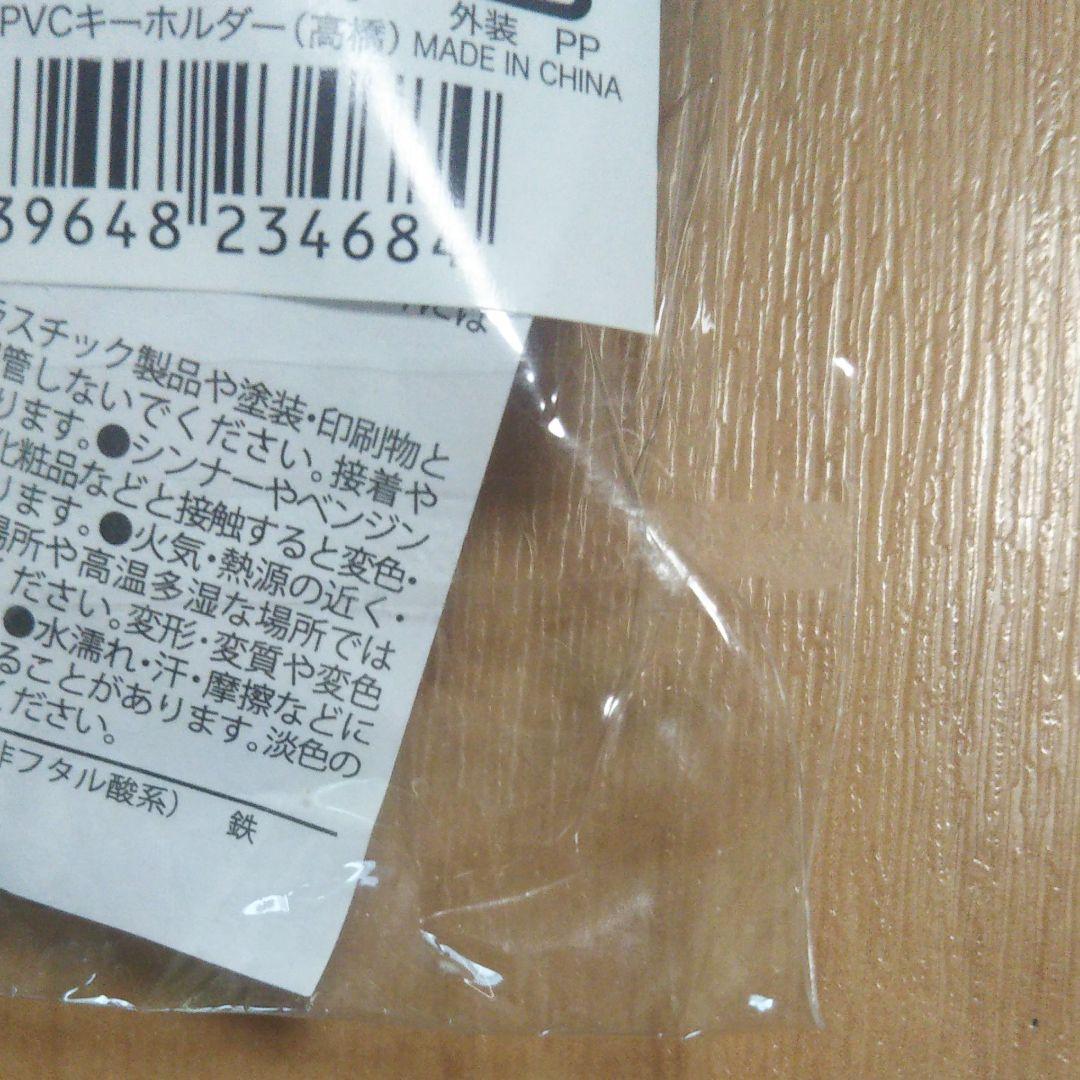 PVCキーホルダー(高橋)
外装 PP
MADE IN CHINA
39648 234684
には
ラスチック製品や塗装・印刷物と
管しないでください。接着や
ります。●シンナーやベンジン
化粧品などと接触すると変色・
ります。●火気・熱源の近く・
場所や高温多湿な場所では
ださい。変形・変質や変色
●水濡れ・汗・摩擦などに
ることがあります。淡色の
ください。
非フタル酸系) 鉄